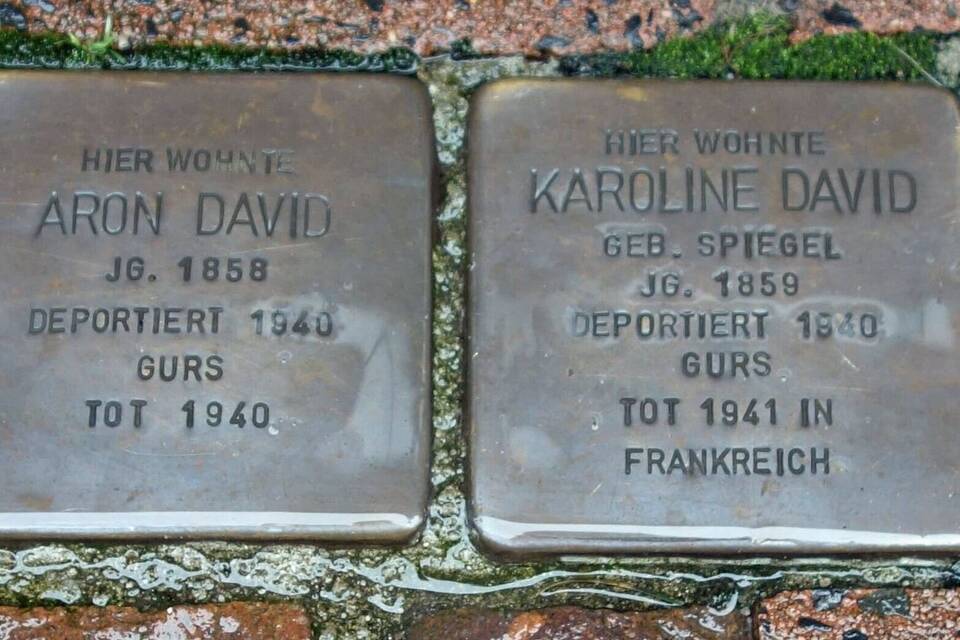 HIER WOHNTE
ARON DAVID
JG. 1858
DEPORTIERT 1940
GURS
TOT 1940
HIER WOHNTE
KAROLINE DAVID
GEB. SPIEGEL
JG. 1859
DEPORTIERT 1940
GURS
TOT 1941 IN
FRANKREICH